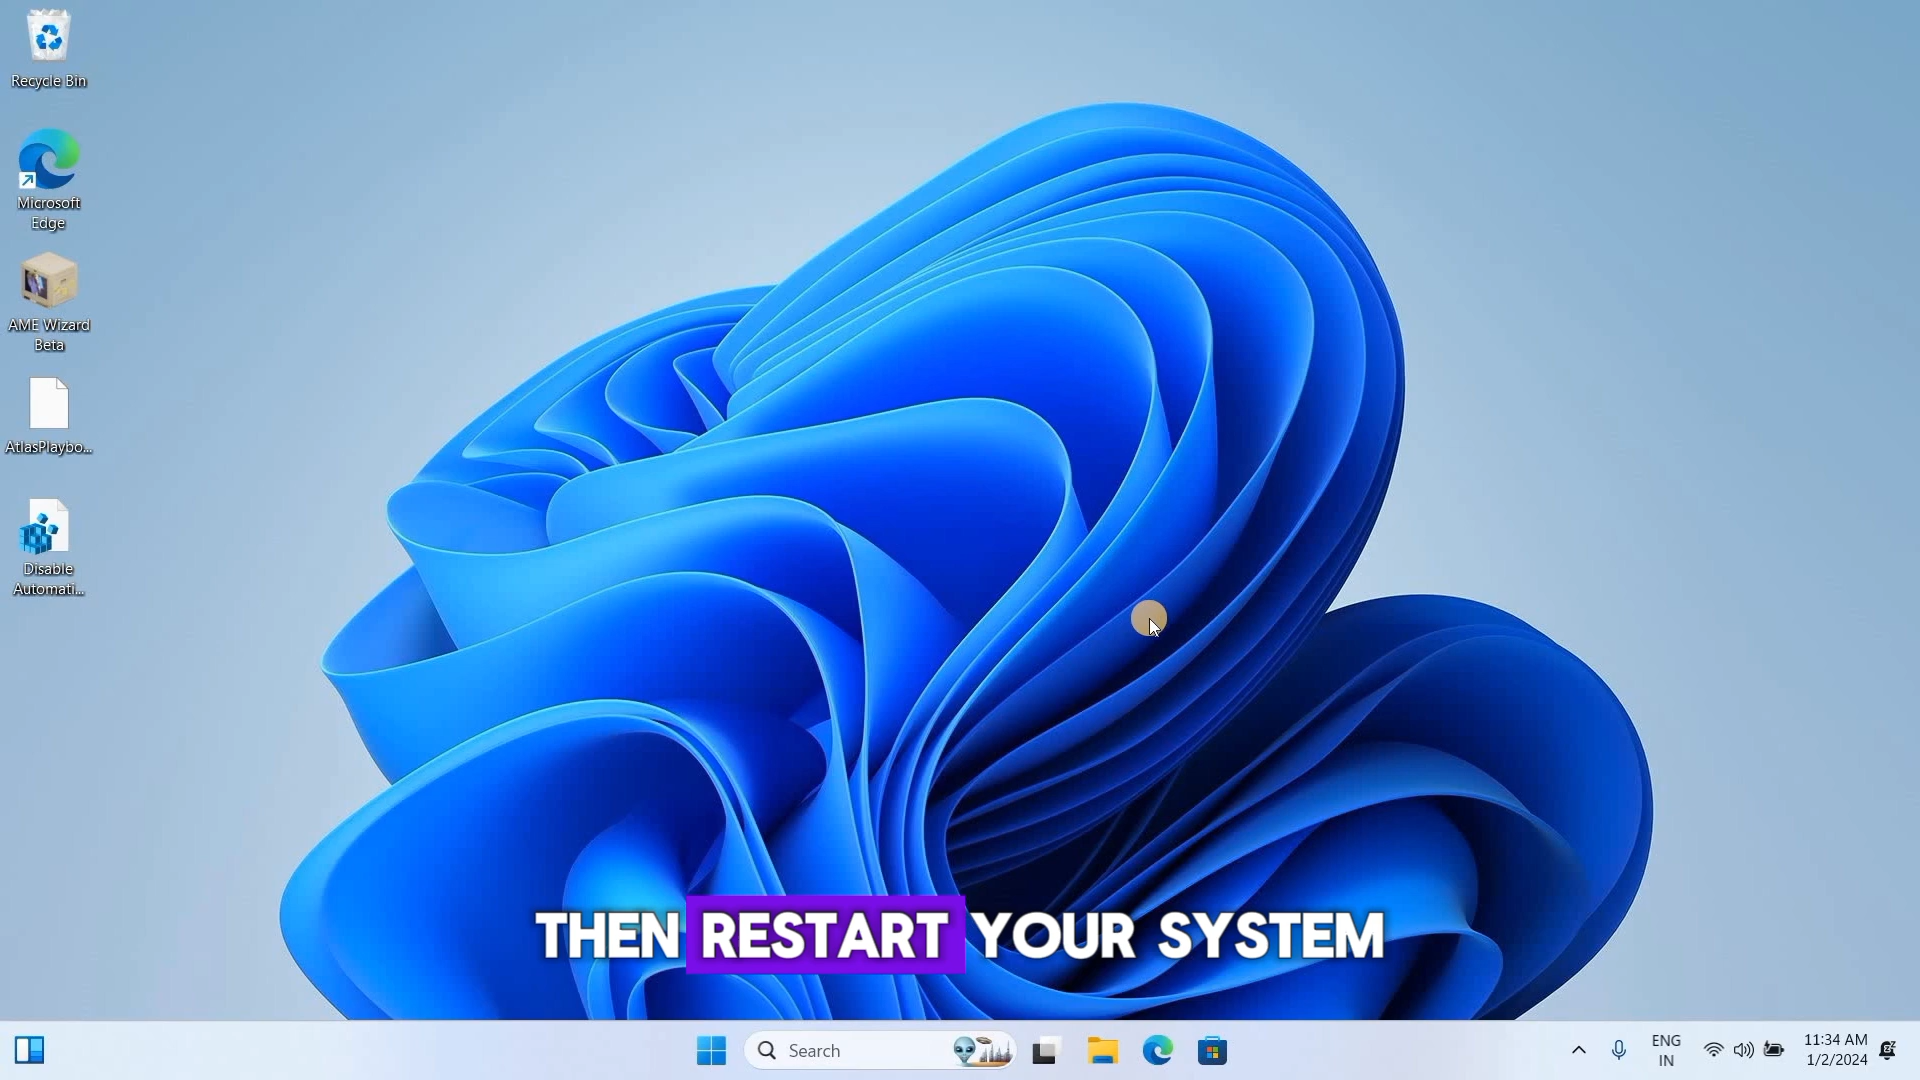 Recycle Bin
Microsoft
Edge
AME Wizard
Beta
AtlasPlaybo...
Disable
Automati...
THEN RESTART YOUR SYSTEM
Search
ENG
IN
11:34 AM
1/2/2024